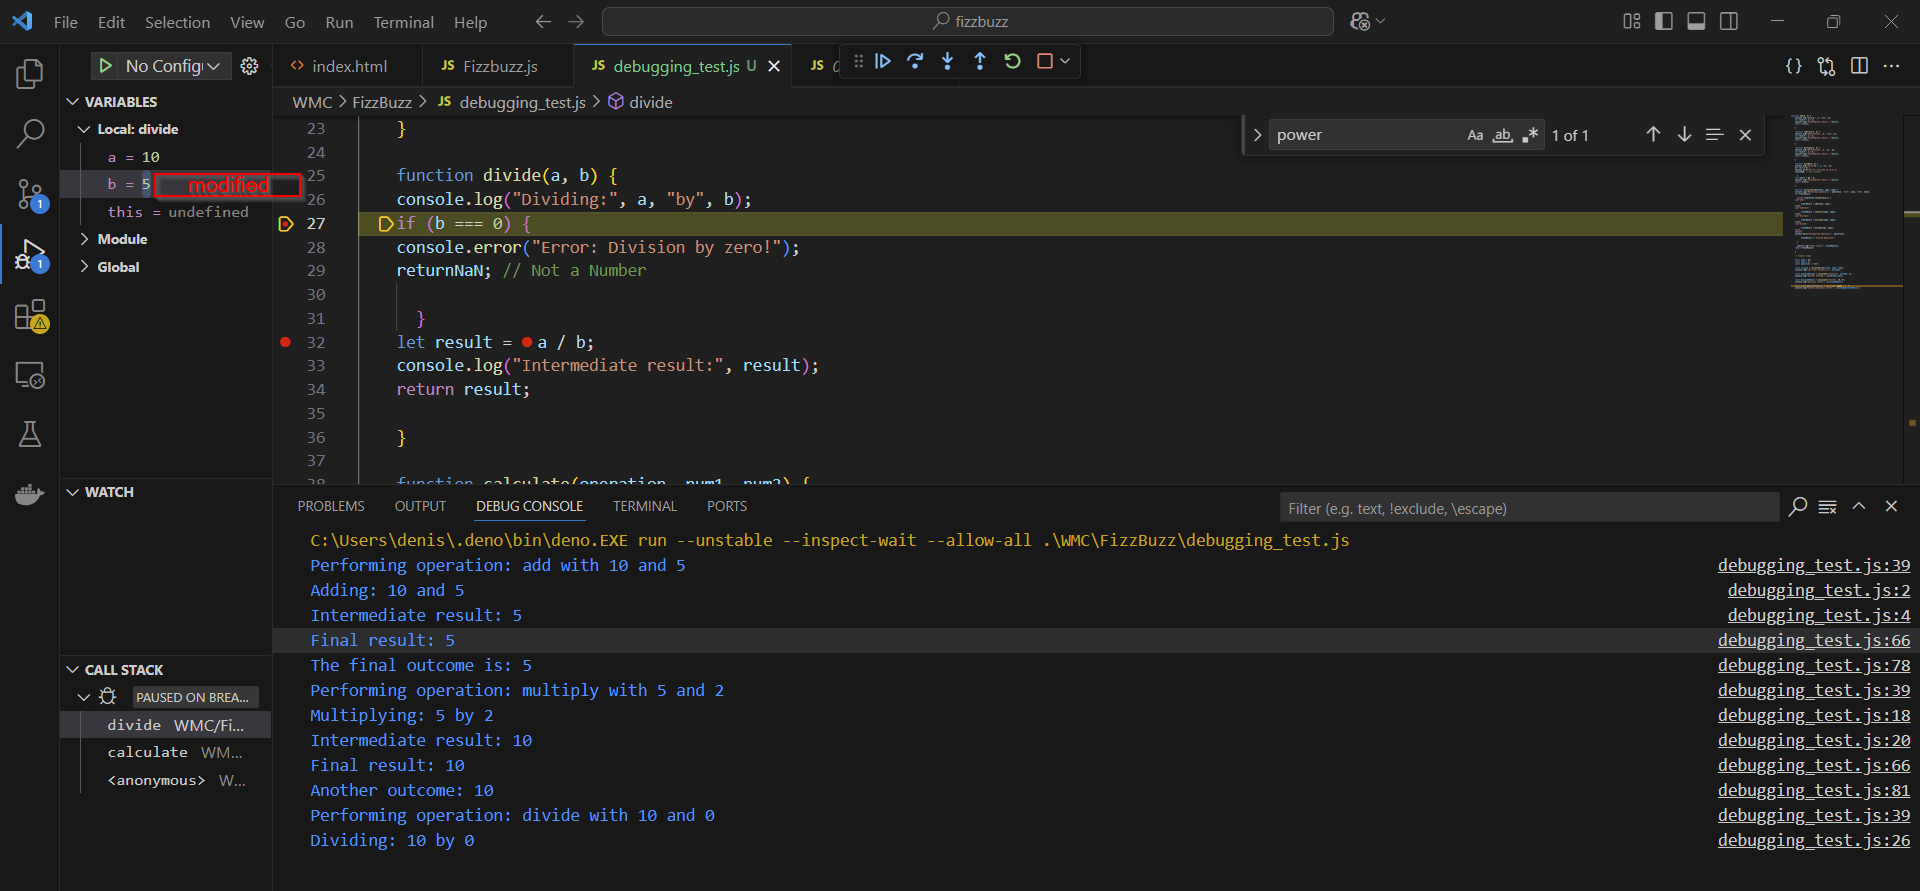 File Edit Selection View Go Run Terminal Help
fizzbuzz
No Config
index.html
JS Fizzbuzz.js
JS debugging_test.js U
JS
WMC > FizzBuzz > JS debugging_test.js > divide
VARIABLES
Local: divide
a = 10
b = 5 modified
this = undefined
Module
Global
WATCH
CALL STACK
PAUSED ON BREA...
divide WMC/Fi...
calculate WM...
<anonymous> W...
1
1
power
Aa ab
1 of 1
23 }
24
25 function divide(a, b) {
26 console.log("Dividing:", a, "by", b);
27 if (b === 0) {
28 console.error("Error: Division by zero!");
29 returnNaN; // Not a Number
30
31 }
32 let result = a / b;
33 console.log("Intermediate result:", result);
34 return result;
35
36 }
37
38 function calculate(operation, num1, num2) {
PROBLEMS OUTPUT DEBUG CONSOLE TERMINAL PORTS
Filter (e.g. text, !exclude, \escape)
C:\Users\denis\.deno\bin\deno.EXE run --unstable --inspect-wait --allow-all .\WMC\FizzBuzz\debugging_test.js
Performing operation: add with 10 and 5 debugging_test.js:39
Adding: 10 and 5 debugging_test.js:2
Intermediate result: 5 debugging_test.js:4
Final result: 5 debugging_test.js:66
The final outcome is: 5 debugging_test.js:78
Performing operation: multiply with 5 and 2 debugging_test.js:39
Multiplying: 5 by 2 debugging_test.js:18
Intermediate result: 10 debugging_test.js:20
Final result: 10 debugging_test.js:66
Another outcome: 10 debugging_test.js:81
Performing operation: divide with 10 and 0 debugging_test.js:39
Dividing: 10 by 0 debugging_test.js:26